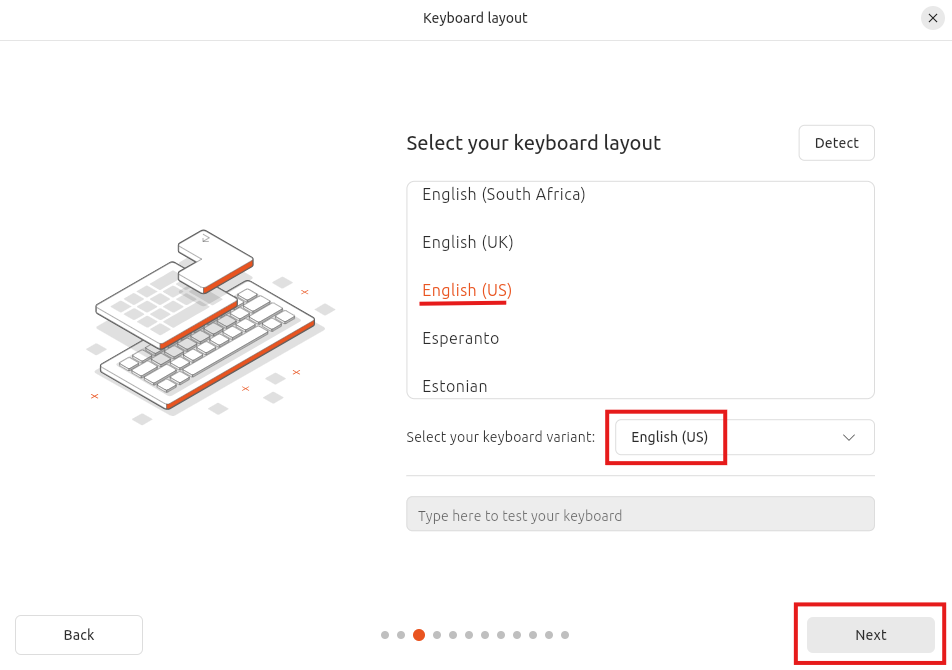 Keyboard layout
Select your keyboard layout
Detect
English (South Africa)
English (UK)
English (US)
Esperanto
Estonian
Select your keyboard variant:
English (US)
Type here to test your keyboard
Back
Next